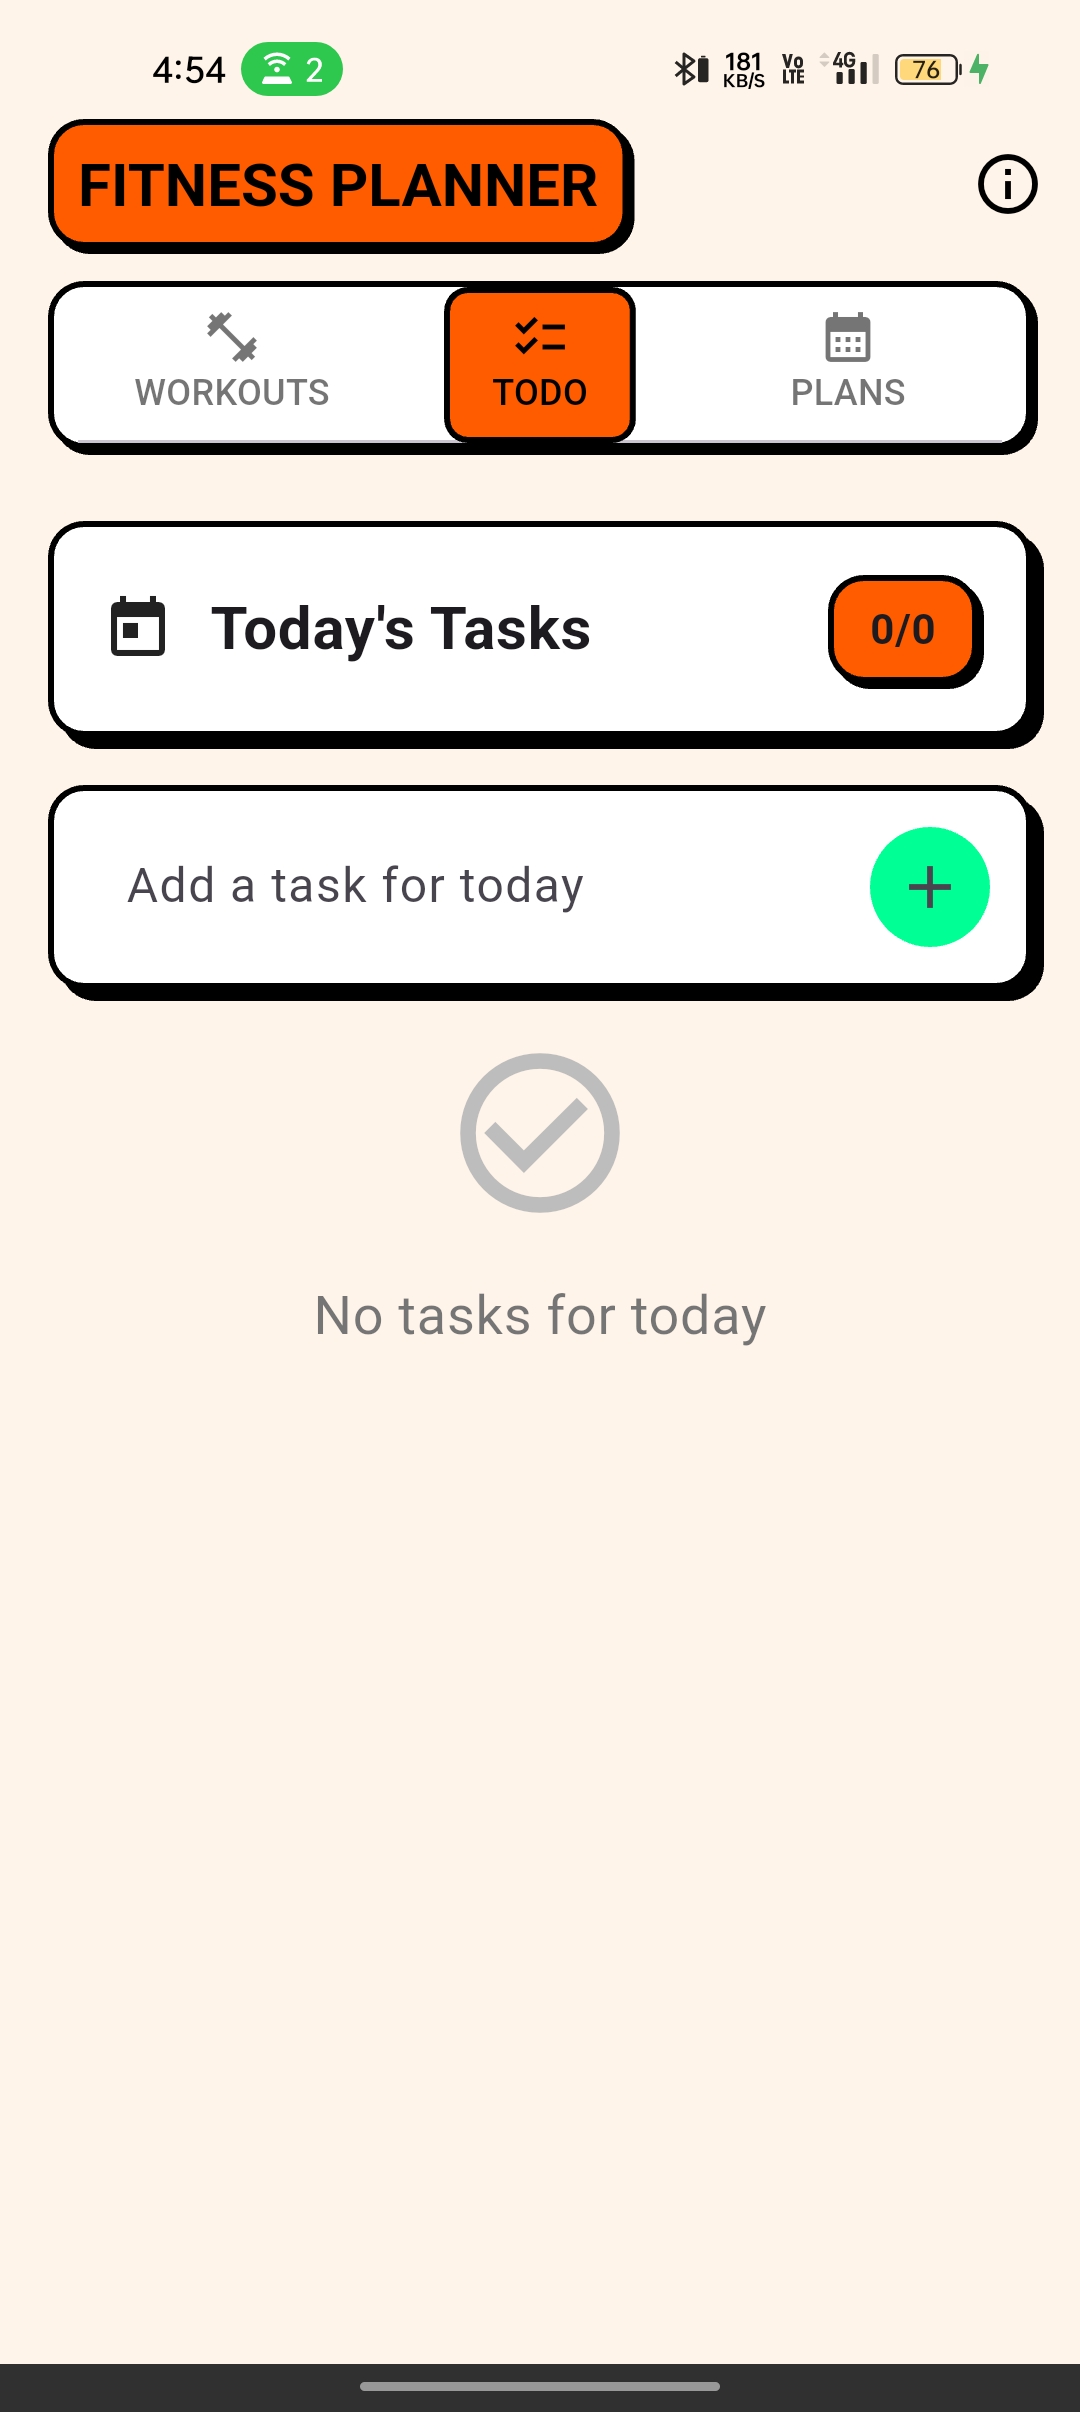 4:54 2 181 KB/S Vo LTE 4G 76
FITNESS PLANNER
WORKOUTS TODO PLANS
Today's Tasks 0/0
Add a task for today
No tasks for today